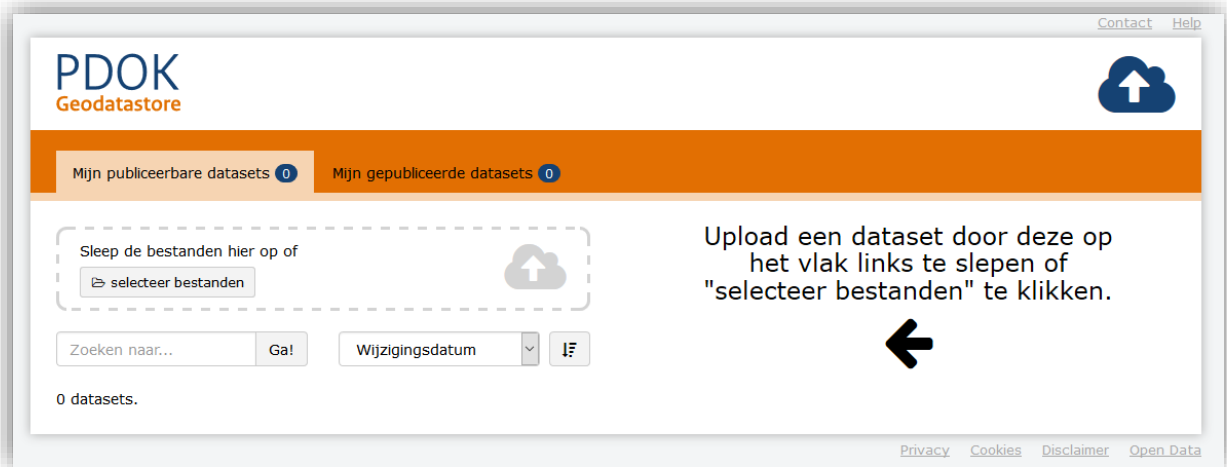 Contact Help
PDOK
Geodatastore
Mijn publiceerbare datasets 0 Mijn gepubliceerde datasets 0
Sleep de bestanden hier op of
selecteer bestanden
Upload een dataset door deze op
het vlak links te slepen of
"selecteer bestanden" te klikken.
Zoeken naar... Ga! Wijzigingsdatum
0 datasets.
Privacy Cookies Disclaimer Open Data